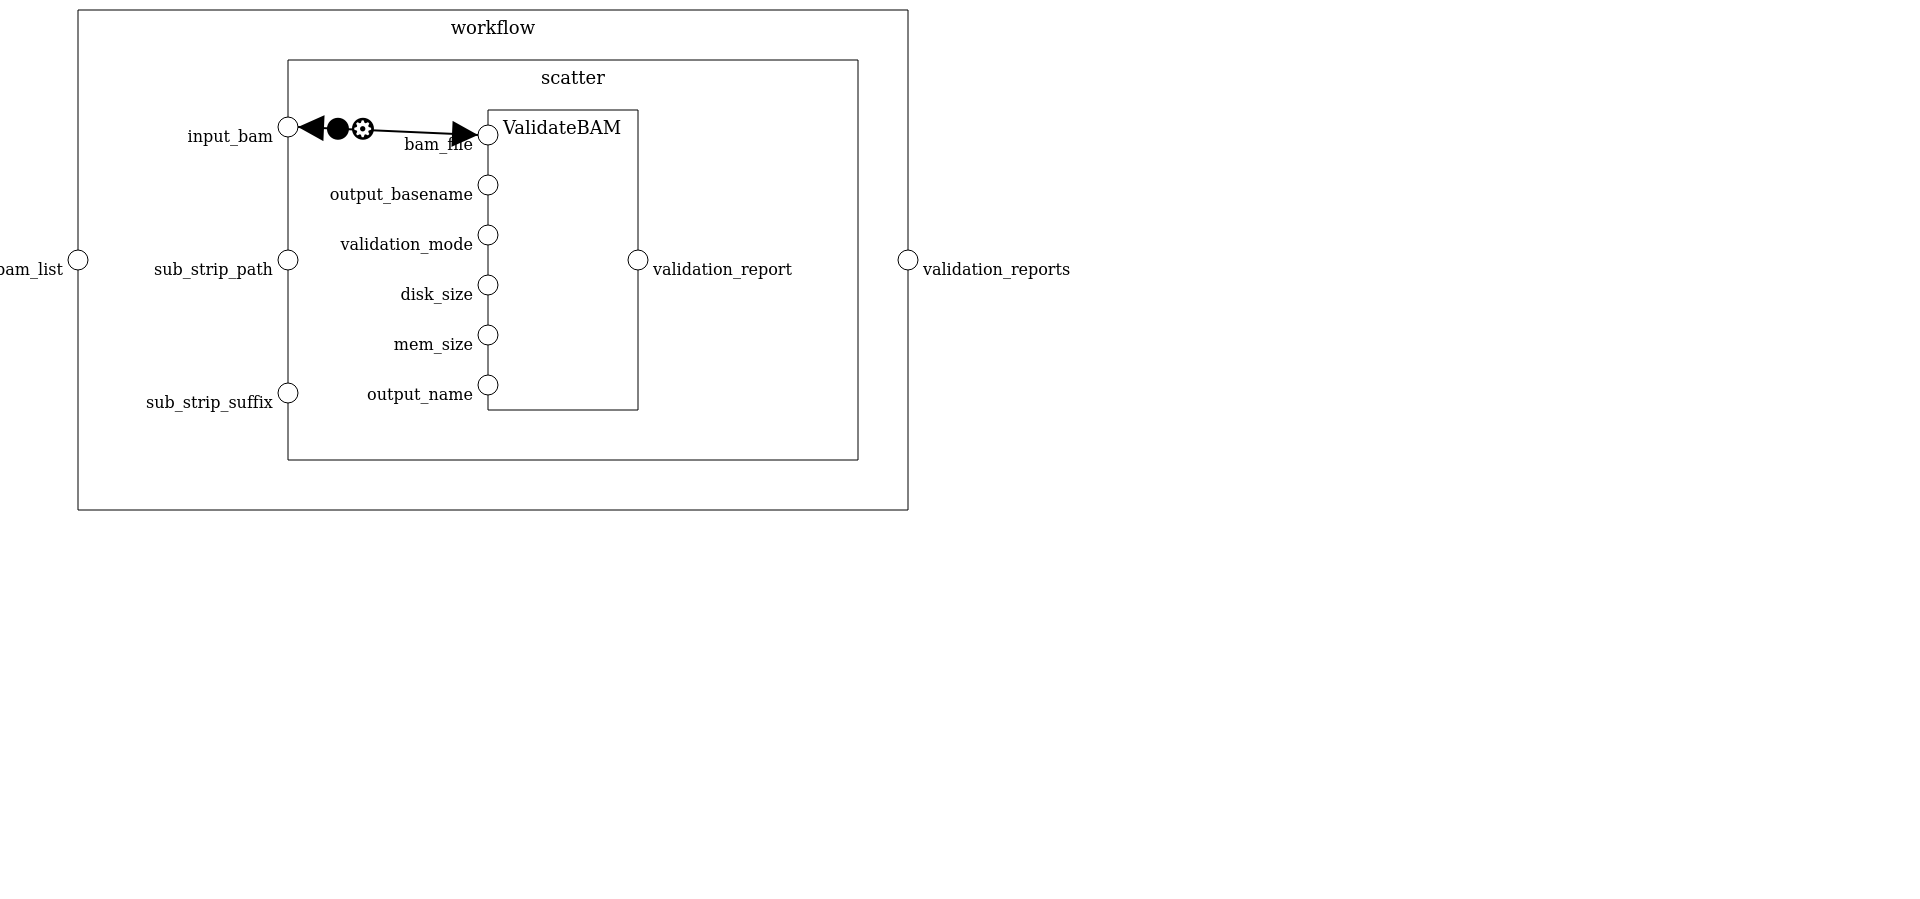 workflow
scatter
input_bam
ValidateBAM
bam_file
output_basename
validation_mode
bam_list
sub_strip_path
validation_report
validation_reports
disk_size
mem_size
output_name
sub_strip_suffix